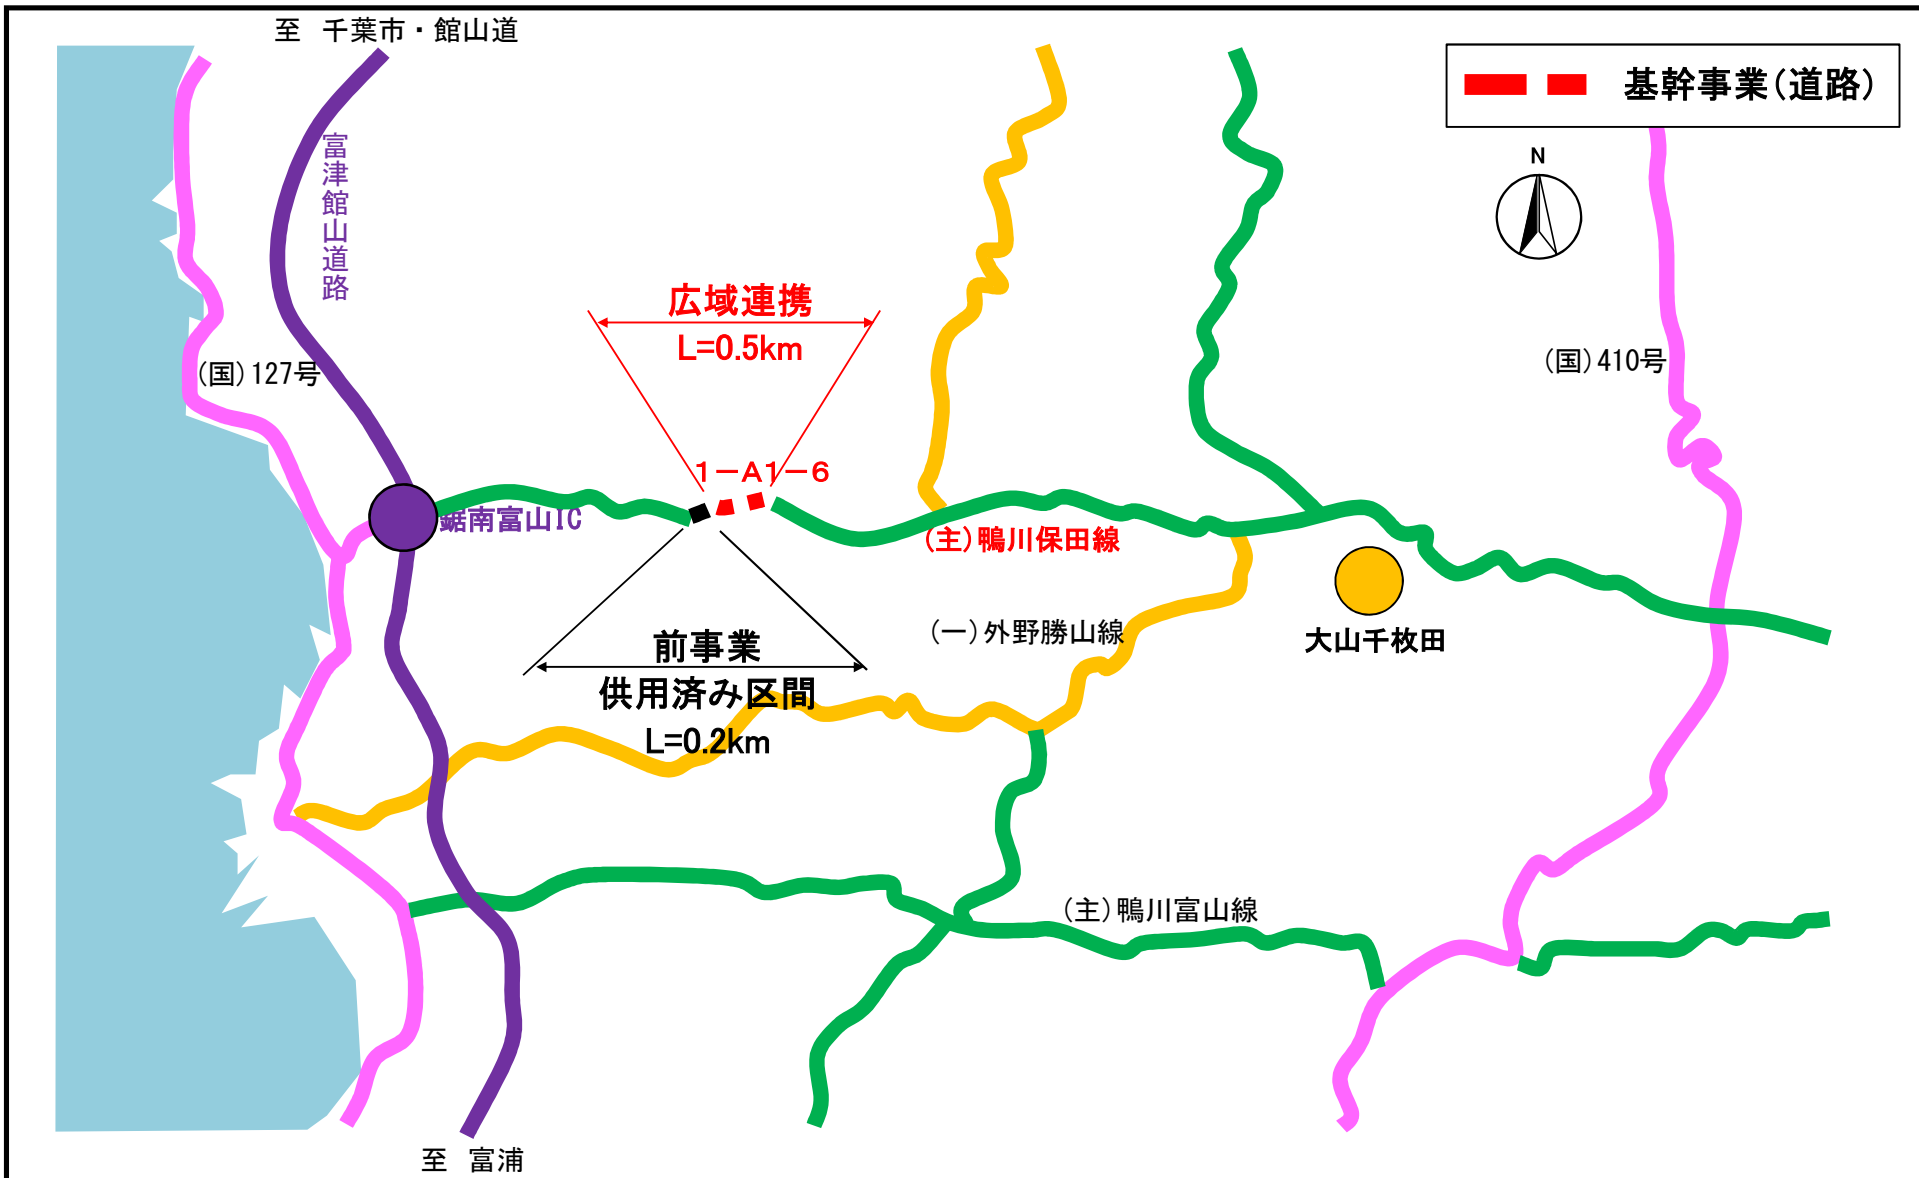 至　千葉市・館山道
基幹事業（道路）
富津館山道路
N
広域連携
L=0.5km
(国)127号
(国)410号
１－Ａ１－６
鋸南富山IC
(主)鴨川保田線
(一)外野勝山線
大山千枚田
前事業
供用済み区間
L=0.2km
(主)鴨川富山線
至　富浦